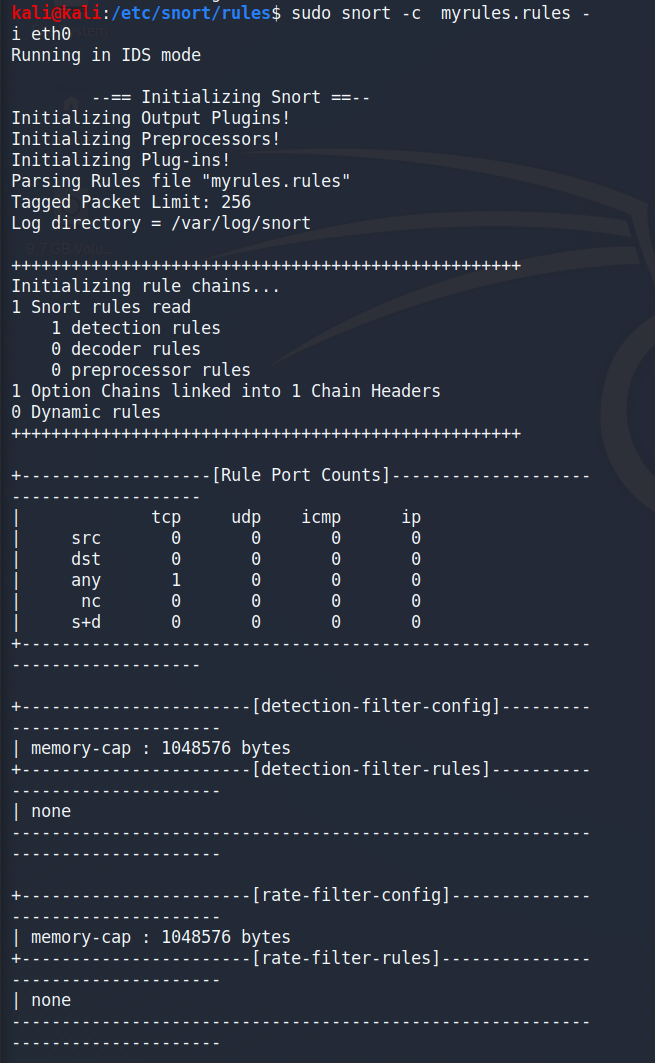 kali@kali:/etc/snort/rules$ sudo snort -c  myrules.rules -
i eth0
Running in IDS mode
        --== Initializing Snort ==--
Initializing Output Plugins!
Initializing Preprocessors!
Initializing Plug-ins!
Parsing Rules file "myrules.rules"
Tagged Packet Limit: 256
Log directory = /var/log/snort
+++++++++++++++++++++++++++++++++++++++++++++++++++
Initializing rule chains...
1 Snort rules read
    1 detection rules
    0 decoder rules
    0 preprocessor rules
1 Option Chains linked into 1 Chain Headers
0 Dynamic rules
+++++++++++++++++++++++++++++++++++++++++++++++++++
+-------------------[Rule Port Counts]--------------------
-------------------
|             tcp     udp    icmp      ip
|     src       0       0       0       0
|     dst       0       0       0       0
|     any       1       0       0       0
|      nc       0       0       0       0
|     s+d       0       0       0       0
+---------------------------------------------------------
-------------------
+-----------------------[detection-filter-config]---------
---------------------
| memory-cap : 1048576 bytes
+-----------------------[detection-filter-rules]----------
---------------------
| none
----------------------------------------------------------
---------------------
+-----------------------[rate-filter-config]--------------
---------------------
| memory-cap : 1048576 bytes
+-----------------------[rate-filter-rules]---------------
---------------------
| none
----------------------------------------------------------
---------------------